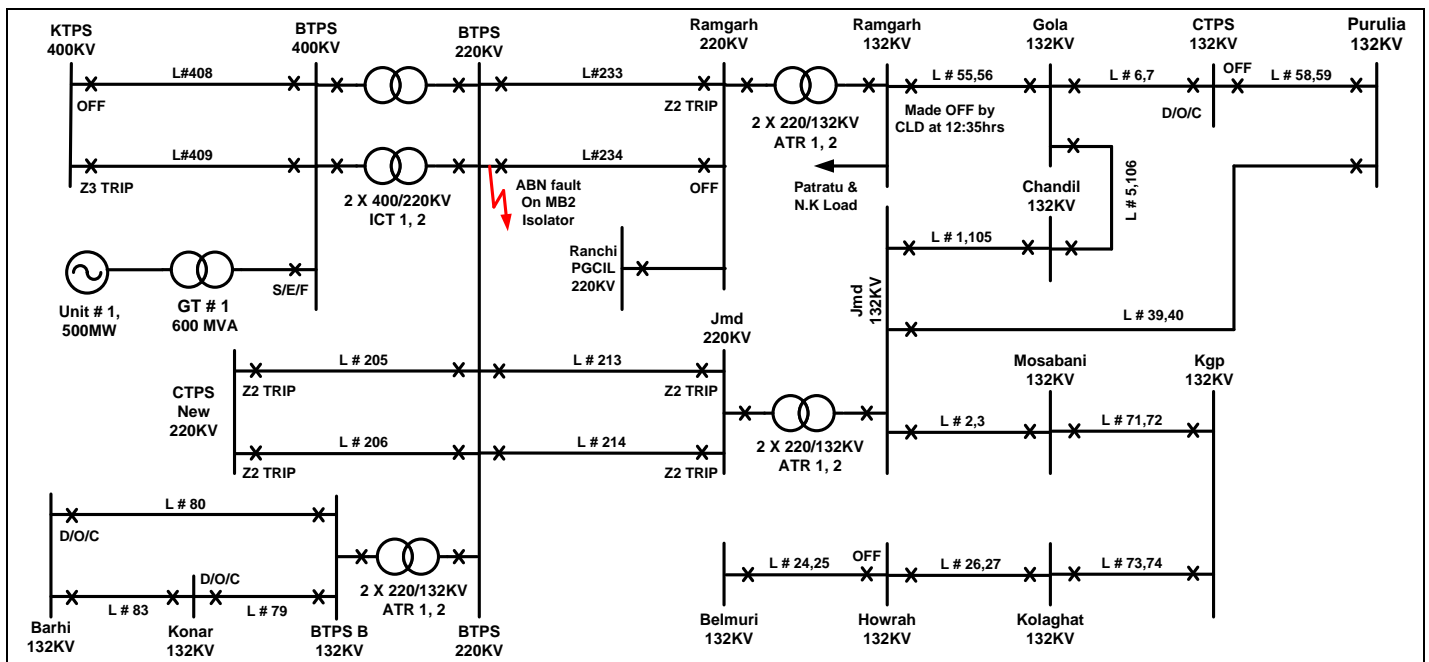 KTPS
400KV
BTPS
400KV
BTPS
220KV
Ramgarh
220KV
Ramgarh
132KV
Gola
132KV
CTPS
132KV
Purulia
132KV
L#408
OFF
L#233
Z2 TRIP
2 X 220/132KV
ATR 1, 2
L # 55,56
Made OFF by
CLD at 12:35hrs
L # 6,7
D/O/C
OFF
L # 58,59
L#409
Z3 TRIP
2 X 400/220KV
ICT 1, 2
L#234
OFF
ABN fault
On MB2
Isolator
Patratu &
N.K Load
Chandil
132KV
L # 5,106
L # 1,105
Ranchi
PGCIL
220KV
Unit # 1,
500MW
GT # 1
600 MVA
S/E/F
Jmd
132KV
L # 39,40
Jmd
220KV
CTPS
New
220KV
L # 205
Z2 TRIP
L # 213
Z2 TRIP
L # 206
Z2 TRIP
L # 214
Z2 TRIP
2 X 220/132KV
ATR 1, 2
Mosabani
132KV
Kgp
132KV
L # 2,3
L # 71,72
L # 80
D/O/C
D/O/C
L # 83
L # 79
2 X 220/132KV
ATR 1, 2
L # 24,25
OFF
L # 26,27
L # 73,74
Barhi
132KV
Konar
132KV
BTPS B
132KV
BTPS
220KV
Belmuri
132KV
Howrah
132KV
Kolaghat
132KV